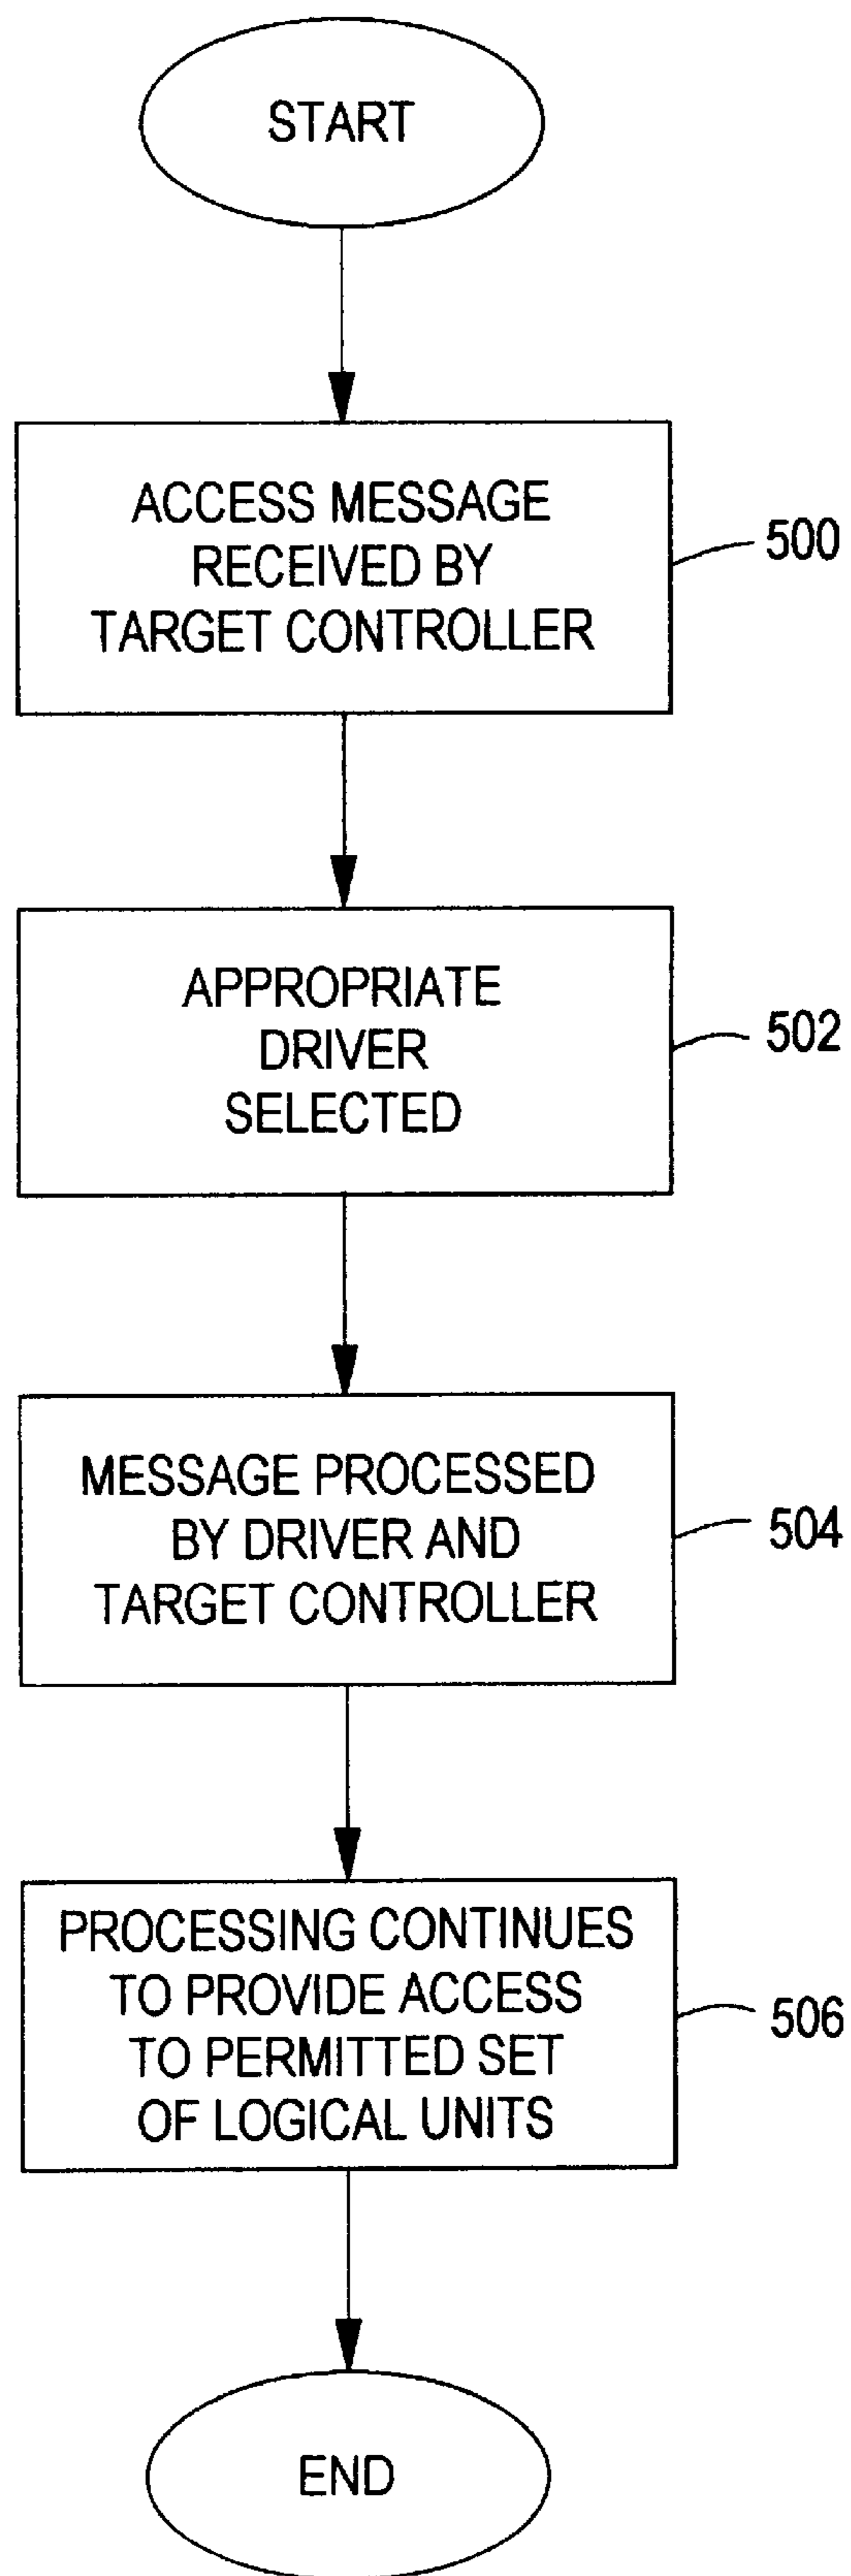 START
ACCESS MESSAGE
RECEIVED BY
TARGET CONTROLLER
500
APPROPRIATE
DRIVER
SELECTED
502
MESSAGE PROCESSED
BY DRIVER AND
TARGET CONTROLLER
504
PROCESSING CONTINUES
TO PROVIDE ACCESS
TO PERMITTED SET
OF LOGICAL UNITS
506
END